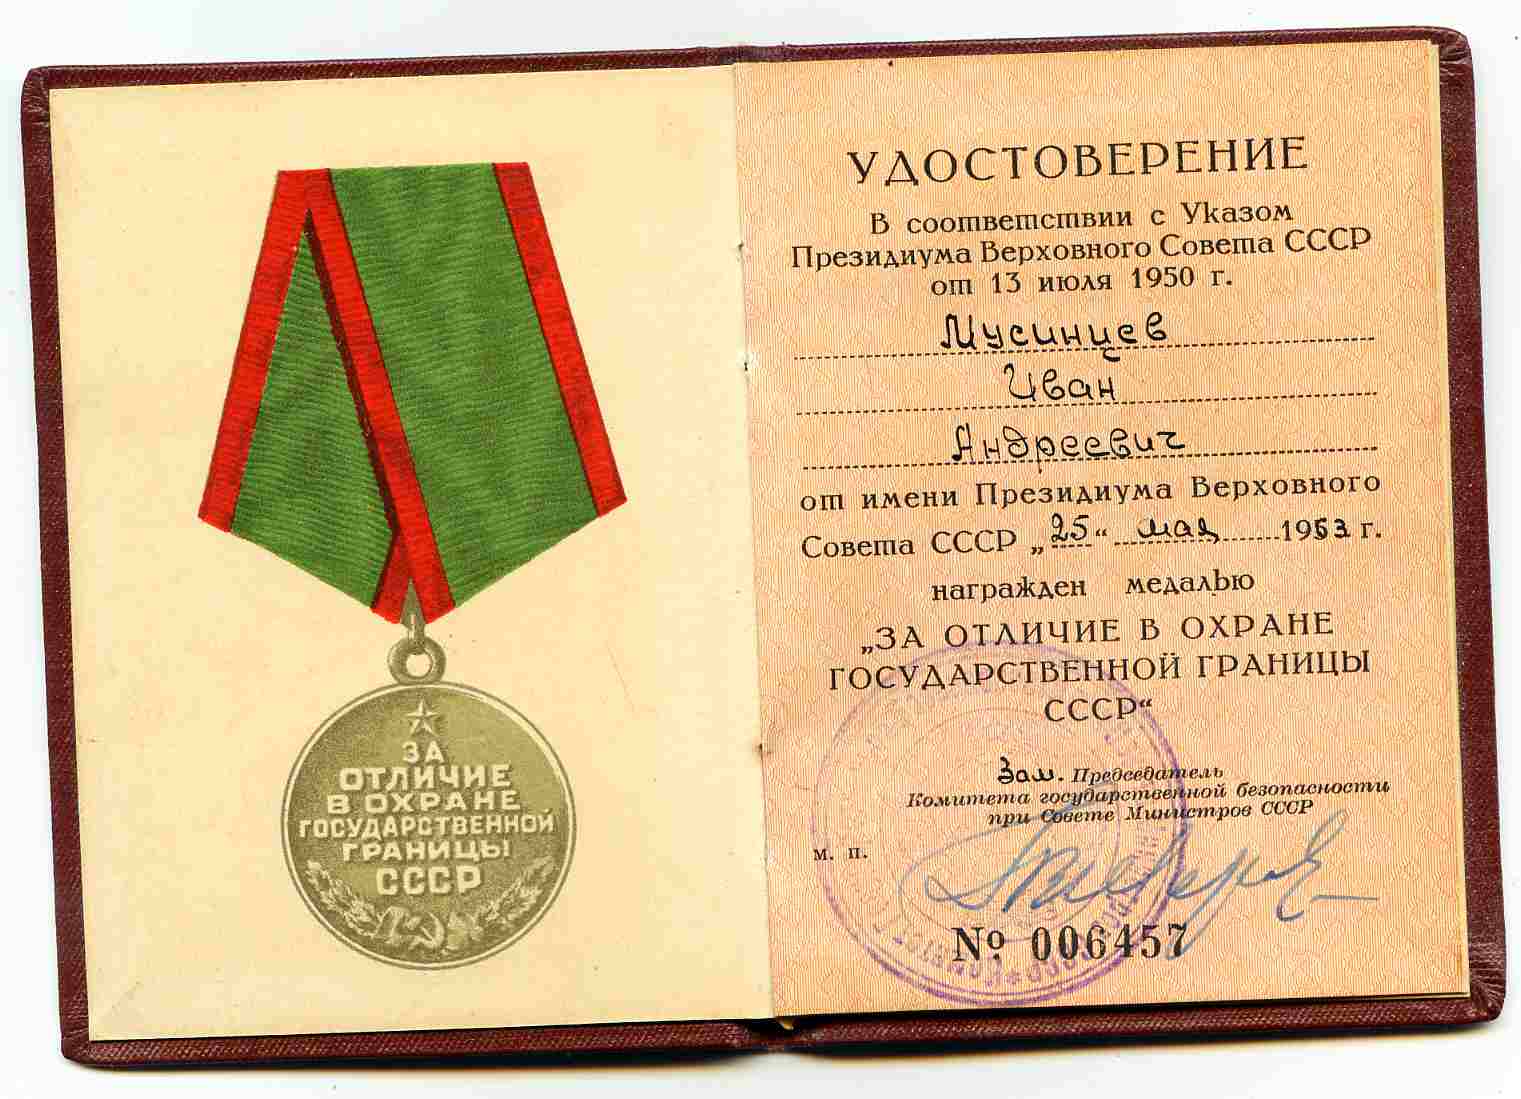 ЗА
ОТЛИЧИЕ
В ОХРАНЕ
ГОСУДАРСТВЕННОЙ
ГРАНИЦЫ
СССР
УДОСТОВЕРЕНИЕ
В соответствии с Указом
Президиума Верховного Совета СССР
от 13 июля 1950 г.
Мусинцев
Иван
Андреевич
от имени Президиума Верховного
Совета СССР „25“ мая 1953 г.
награжден медалью
„ЗА ОТЛИЧИЕ В ОХРАНЕ
ГОСУДАРСТВЕННОЙ ГРАНИЦЫ
СССР“
Зам. Председатель
Комитета государственной безопасности
при Совете Министров СССР
м. п.
№ 006457